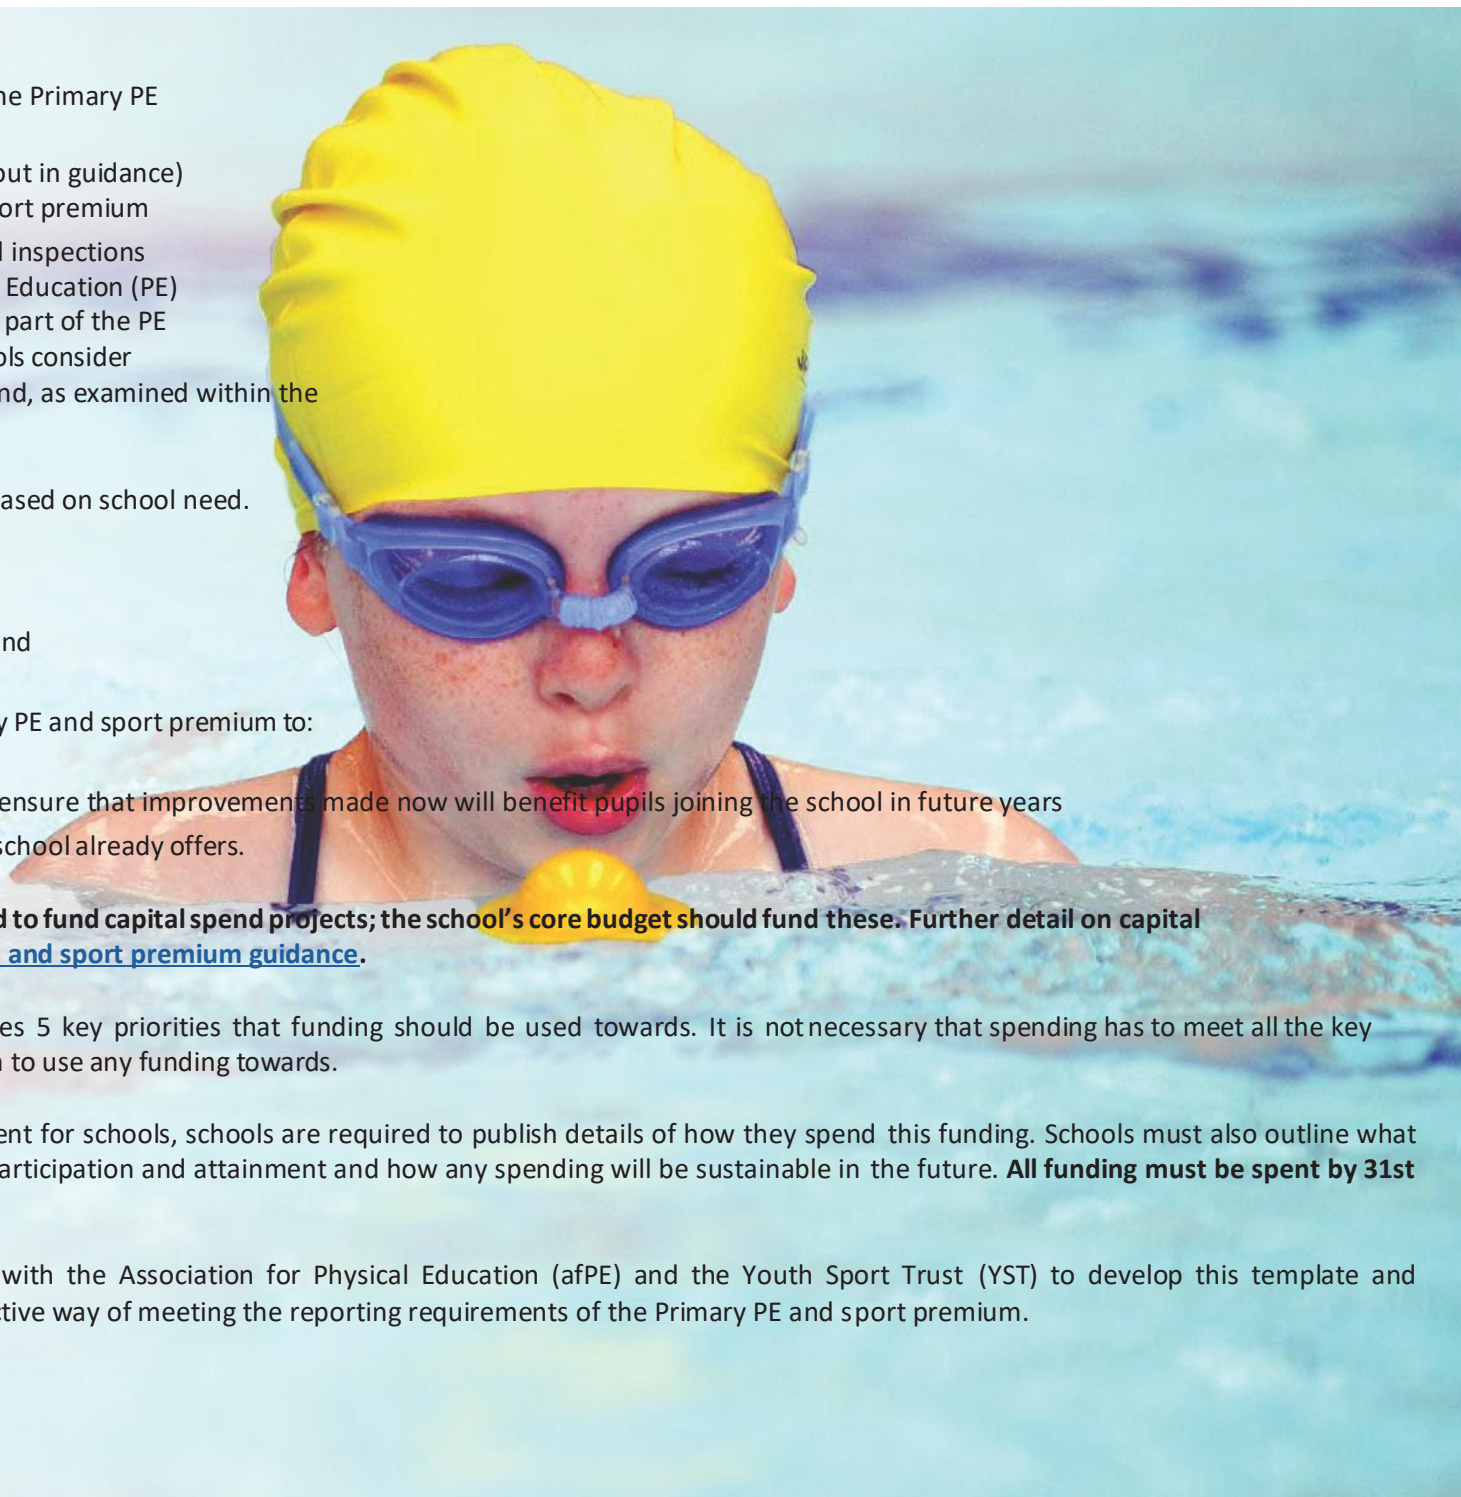 ne Primary PE
out in guidance)
ort premium
inspections
Education (PE)
part of the PE
ols consider
nd, as examined within the
ased on school need.
nd
y PE and sport premium to:
ensure that improvements made now will benefit pupils joining the school in future years
school already offers.
d to fund capital spend projects; the school's core budget should fund these. Further detail on capital
and sport premium guidance.
es 5 key priorities that funding should be used towards. It is not necessary that spending has to meet all the key
to use any funding towards.
ent for schools, schools are required to publish details of how they spend this funding. Schools must also outline what
articipation and attainment and how any spending will be sustainable in the future. All funding must be spent by 31st
with the Association for Physical Education (afPE) and the Youth Sport Trust (YST) to develop this template and
ctive way of meeting the reporting requirements of the Primary PE and sport premium.